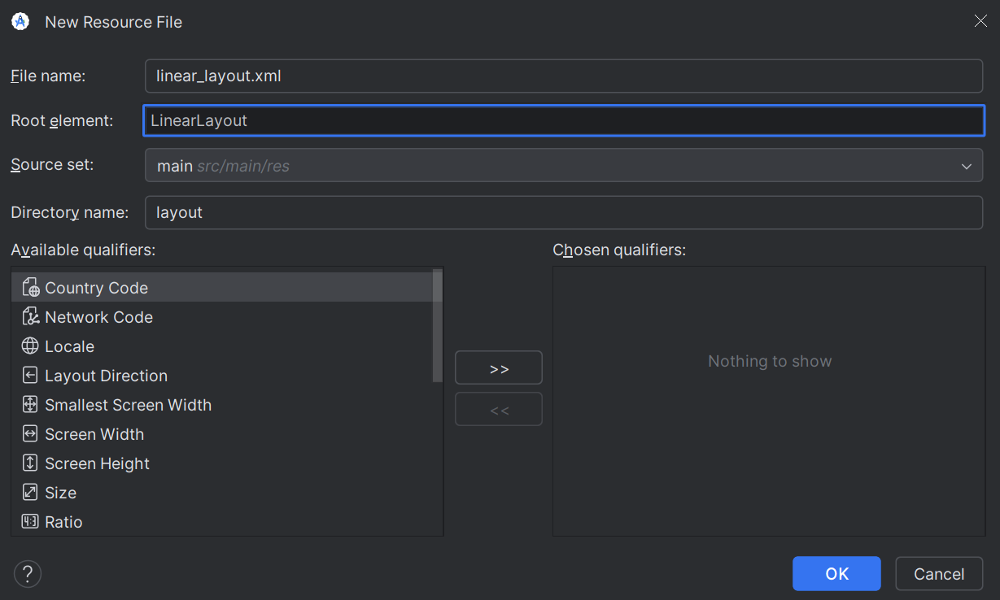 New Resource File
File name: linear_layout.xml
Root element: LinearLayout
Source set: main src/main/res
Directory name: layout
Available qualifiers:
Chosen qualifiers:
Country Code
Network Code
Locale
Layout Direction
Smallest Screen Width
Screen Width
Screen Height
Size
4:3 Ratio
>>
<<
Nothing to show
?
OK
Cancel